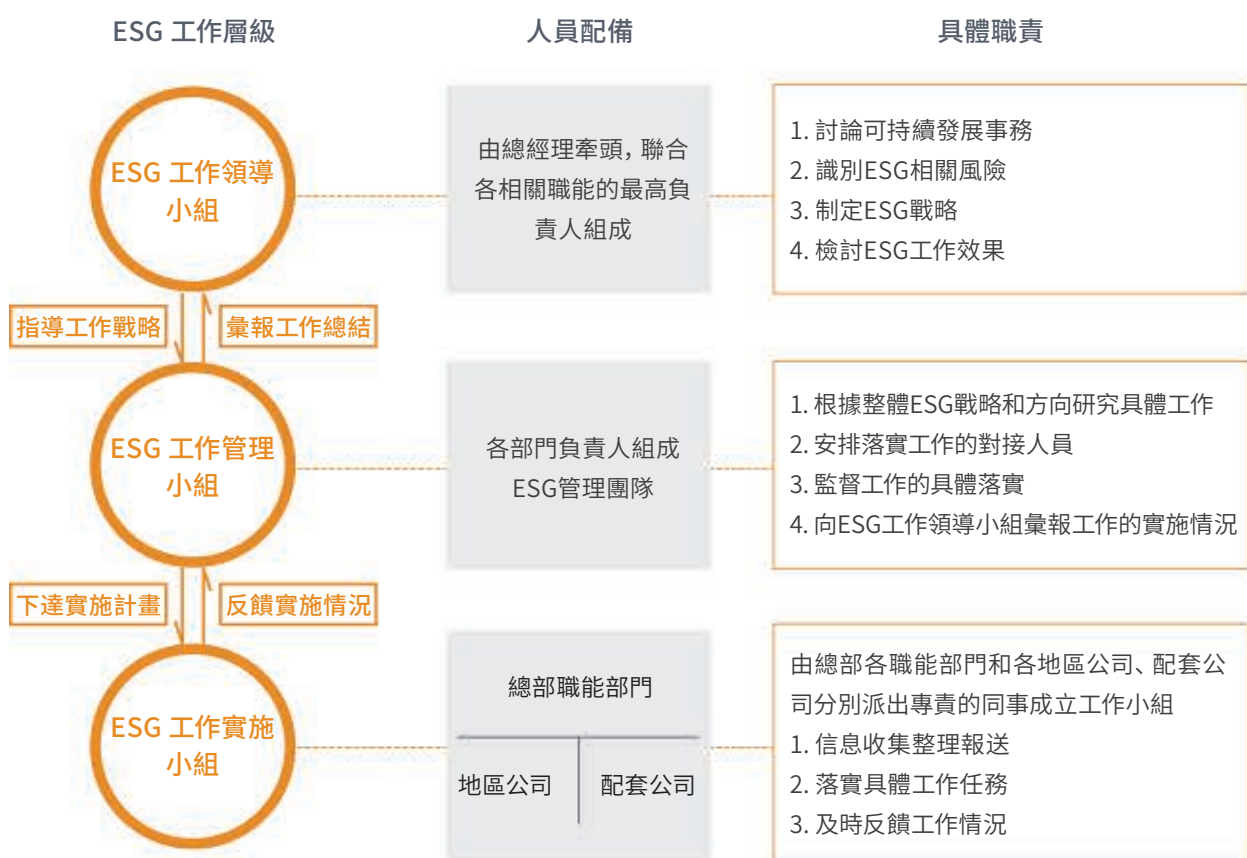 ESG 工作層級
人員配備
具體職責
ESG 工作領導
小組
由總經理牽頭，聯合
各相關職能的最高負
責人組成
1. 討論可持續發展事務
2. 識別ESG相關風險
3. 制定ESG戰略
4. 檢討ESG工作效果
指導工作戰略
彙報工作總結
ESG 工作管理
小組
各部門負責人組成
ESG管理團隊
1. 根據整體ESG戰略和方向研究具體工作
2. 安排落實工作的對接人員
3. 監督工作的具體落實
4. 向ESG工作領導小組彙報工作的實施情況
下達實施計畫
反饋實施情況
ESG 工作實施
小組
總部職能部門
地區公司
配套公司
由總部各職能部門和各地區公司、配套公
司分別派出專責的同事成立工作小組
1. 信息收集整理報送
2. 落實具體工作任務
3. 及時反饋工作情況